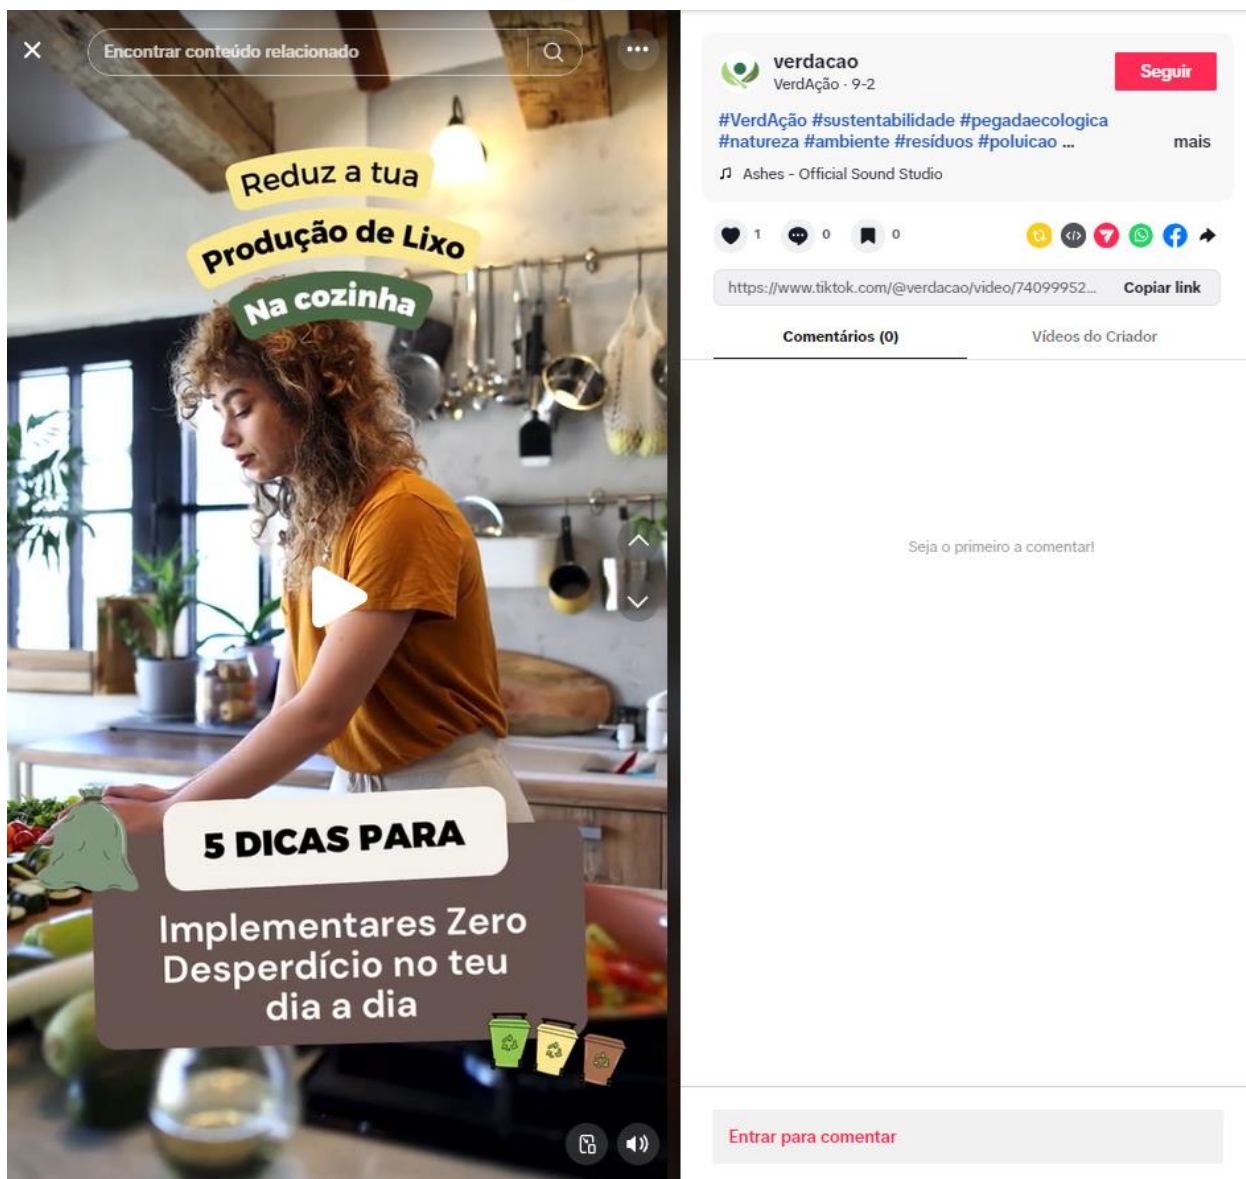 Encontrar conteúdo relacionado
Reduz a tua
Produção de Lixo
Na cozinha
5 DICAS PARA
Implementares Zero
Desperdício no teu
dia a dia
verdacao
VerdAção · 9-2
Seguir
#VerdAção #sustentabilidade #pegadaecologica
#natureza #ambiente #resíduos #poluicao ...
mais
Ashes - Official Sound Studio
1
0
0
https://www.tiktok.com/@verdacao/video/74099952...
Copiar link
Comentários (0)
Vídeos do Criador
Seja o primeiro a comentar!
Entrar para comentar